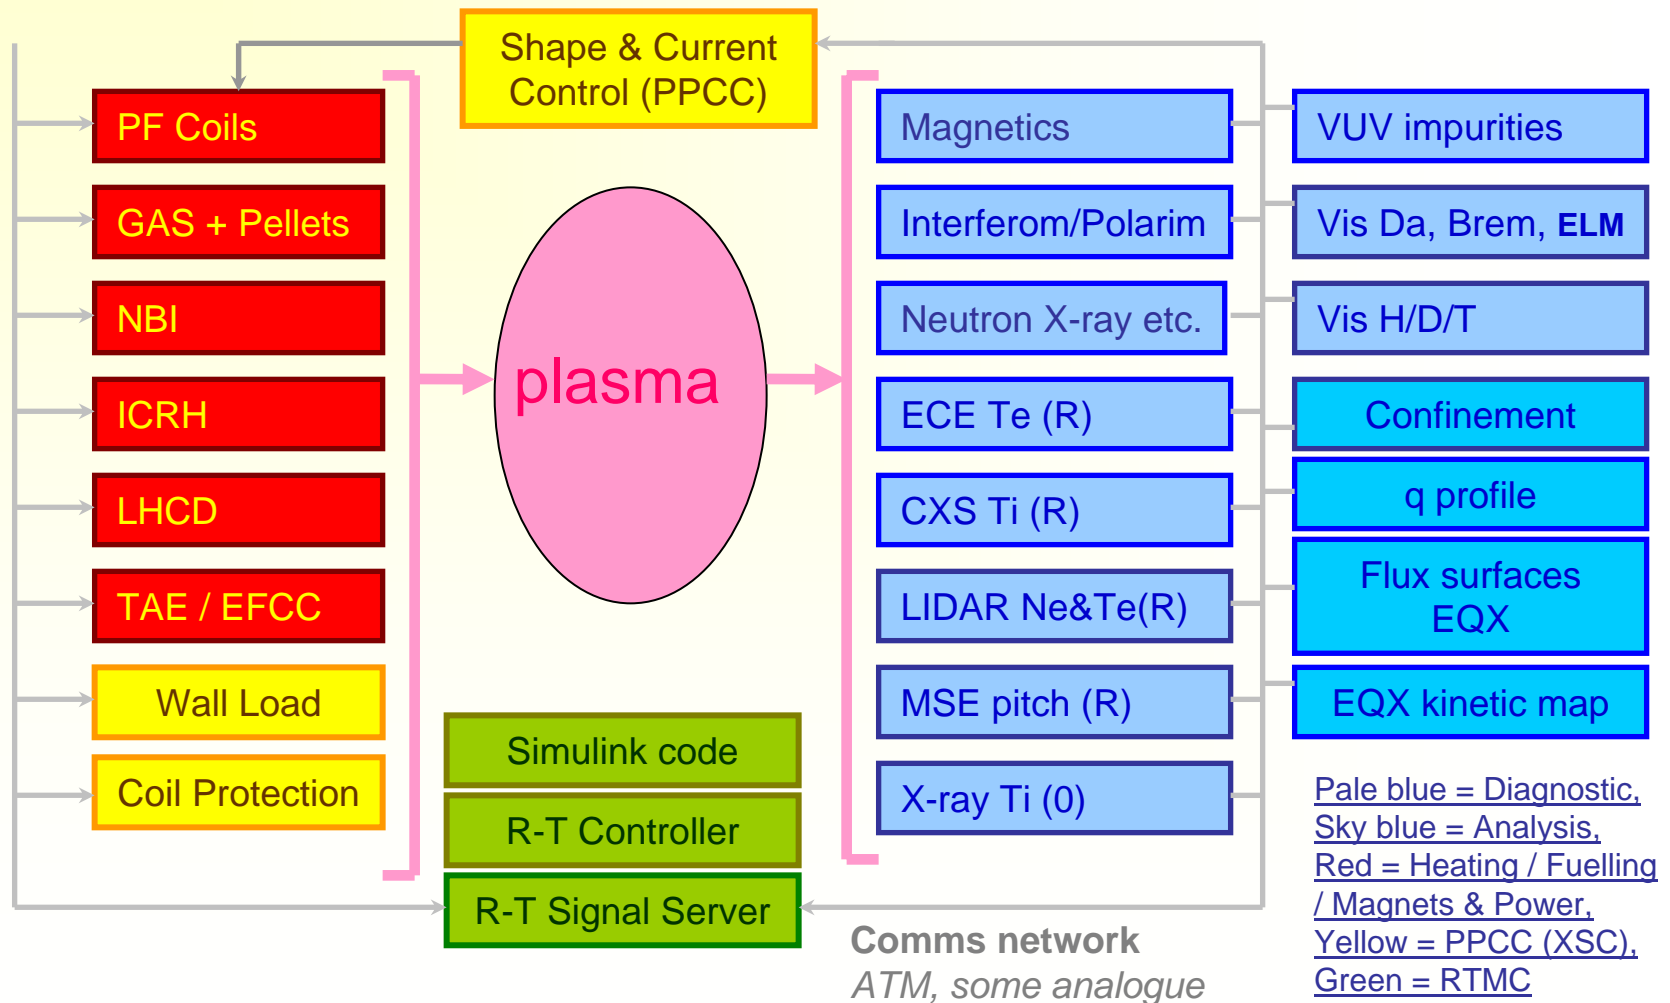 Shape & Current
Control (PPCC)
PF Coils
GAS + Pellets
NBI
ICRH
LHCD
TAE / EFCC
Wall Load
Coil Protection
plasma
Simulink code
R-T Controller
R-T Signal Server
Magnetics
Interferom/Polarim
Neutron X-ray etc.
ECE Te (R)
CXS Ti (R)
LIDAR Ne&Te(R)
MSE pitch (R)
X-ray Ti (0)
VUV impurities
Vis Da, Brem, ELM
Vis H/D/T
Confinement
q profile
Flux surfaces
EQX
EQX kinetic map
Comms network
ATM, some analogue
Pale blue = Diagnostic,
Sky blue = Analysis,
Red = Heating / Fuelling
/ Magnets & Power,
Yellow = PPCC (XSC),
Green = RTMC